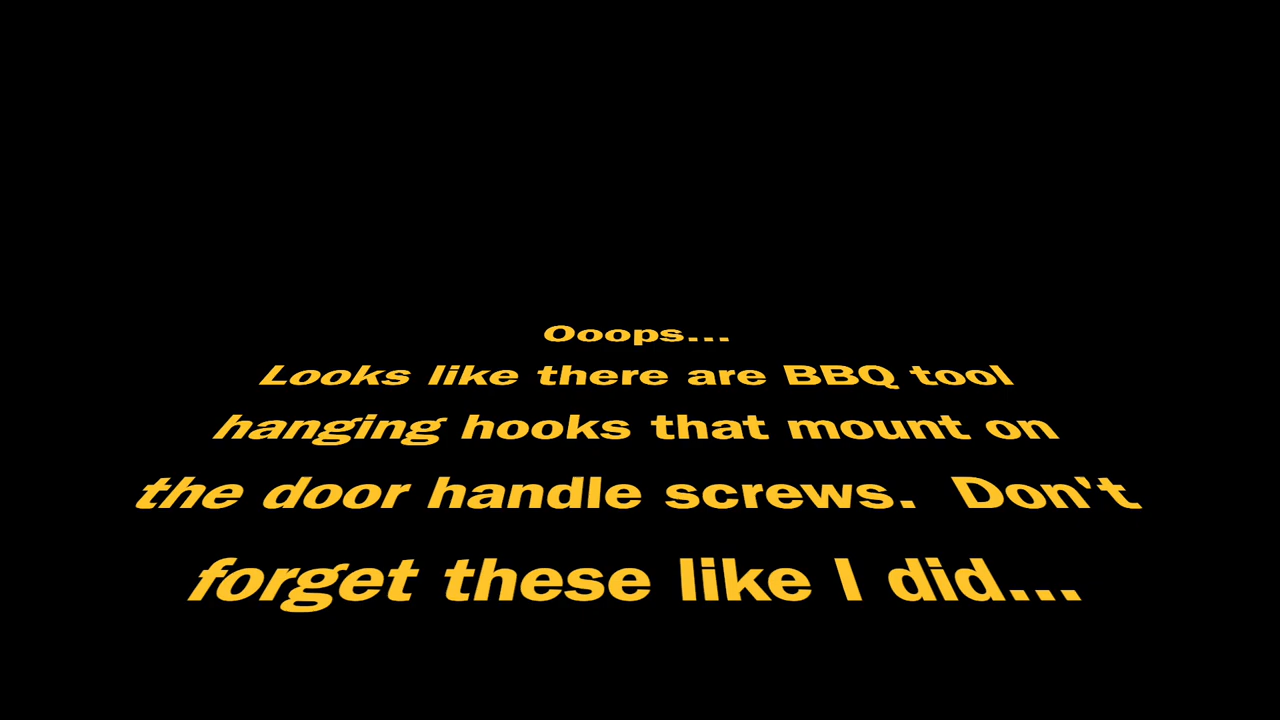 Ooops...
Looks like there are BBQ tool
hanging hooks that mount on
the door handle screws.  Don't
forget these like I did...